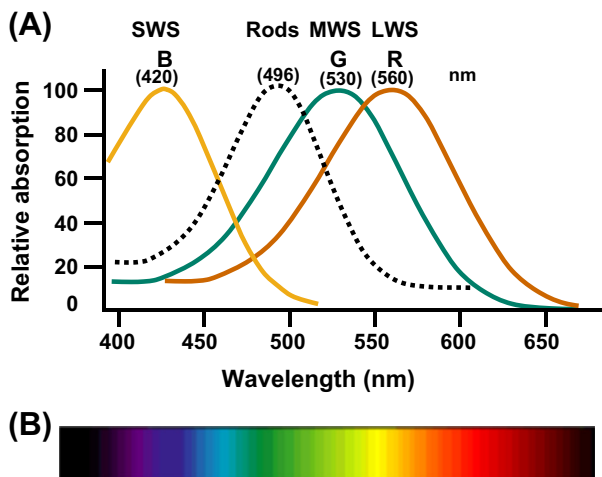 (A)
SWS Rods MWS LWS
B G R
(420) (496) (530) (560) nm
100
80
60
40
20
0
Relative absorption
400 450 500 550 600 650
Wavelength (nm)
(B)